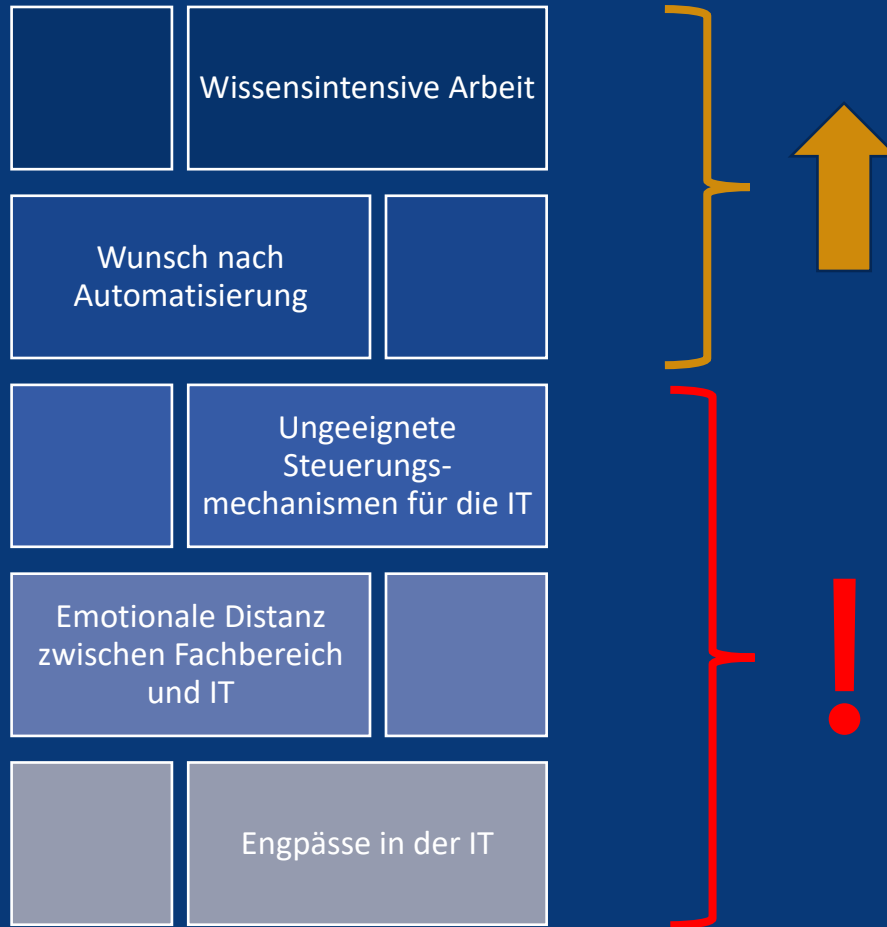 Wissensintensive Arbeit
Wunsch nach
Automatisierung
Ungeeignete
Steuerungs-
mechanismen für die IT
Emotionale Distanz
zwischen Fachbereich
und IT
!
Engpässe in der IT